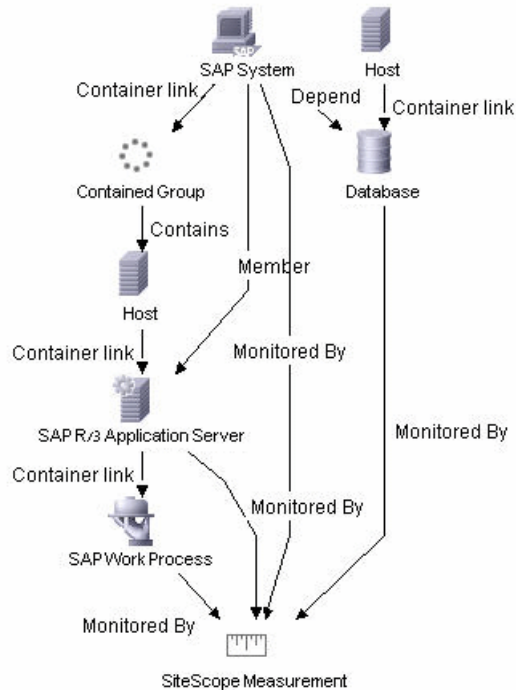 SAP
SAP System
Host
Container link
Depend
Container link
Contained Group
Database
Contains
Member
Host
Monitored By
Container link
Monitored By
SAP R/3 Application Server
Container link
Monitored By
SAP Work Process
Monitored By
SiteScope Measurement